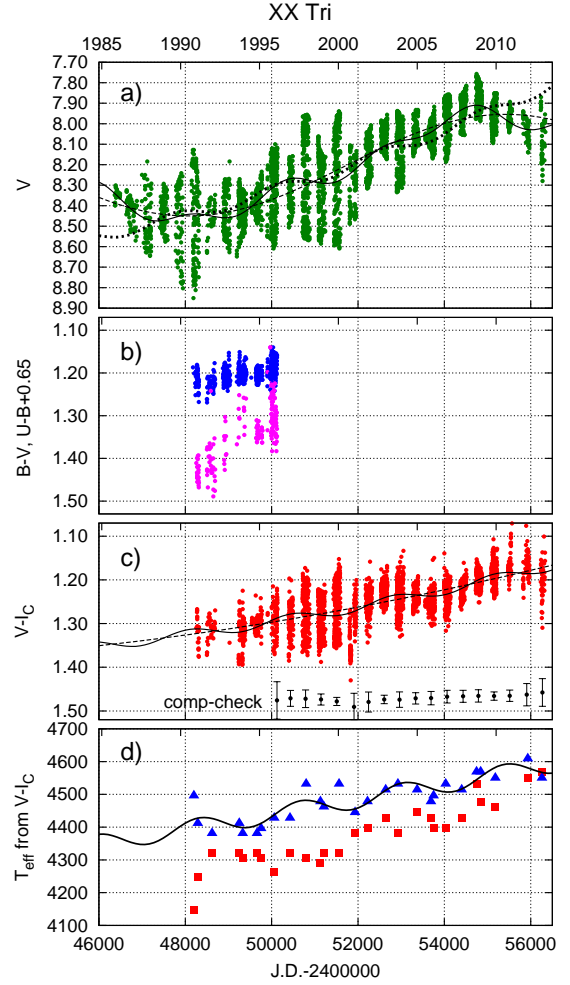 XX Tri
1985 1990 1995 2000 2005 2010
7.70
7.80
7.90
8.00
8.10
8.20
8.30
8.40
8.50
8.60
8.70
8.80
8.90
V
a)
1.10
1.20
1.30
1.40
1.50
B-V, U-B+0.65
b)
1.10
1.20
1.30
1.40
1.50
V-I_C
c)
comp-check
4700
4600
4500
4400
4300
4200
4100
T_eff from V-I_C
d)
46000 48000 50000 52000 54000 56000
J.D.-2400000